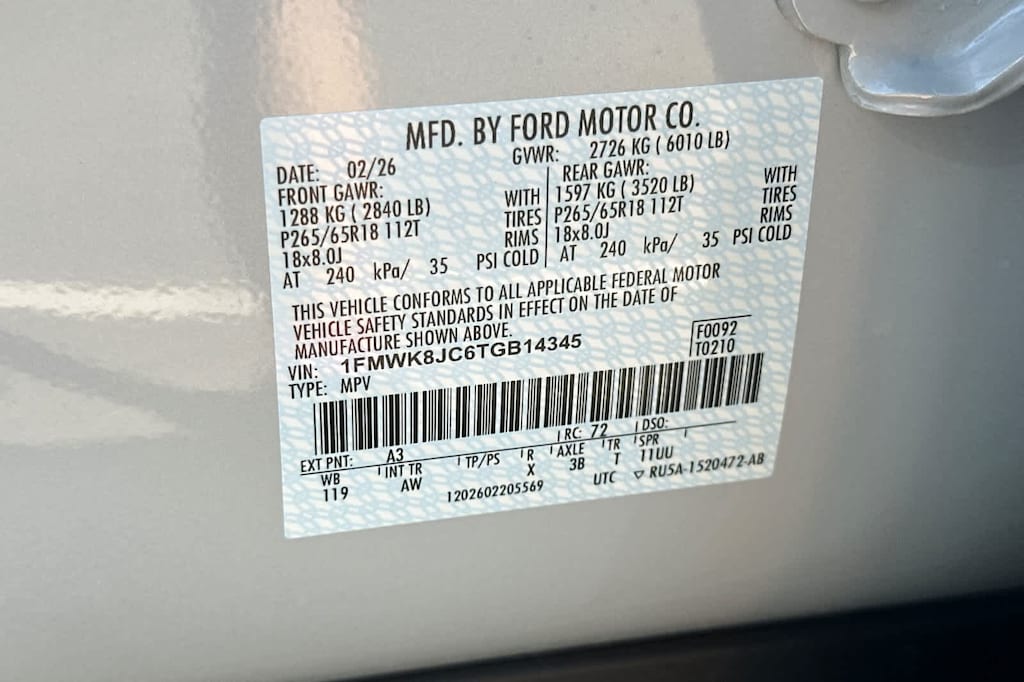 MFD. BY FORD MOTOR CO.
DATE: 02/26 GVWR: 2726 KG ( 6010 LB)
FRONT GAWR: REAR GAWR:
1288 KG ( 2840 LB) WITH 1597 KG ( 3520 LB) WITH
P265/65R18 112T TIRES P265/65R18 112T TIRES
18x8.0J RIMS 18x8.0J RIMS
AT 240 kPa/ 35 PSI COLD AT 240 kPa/ 35 PSI COLD
THIS VEHICLE CONFORMS TO ALL APPLICABLE FEDERAL MOTOR
VEHICLE SAFETY STANDARDS IN EFFECT ON THE DATE OF
MANUFACTURE SHOWN ABOVE.
VIN: 1FMWK8JC6TGB14345 F0092
TYPE: MPV T0210
EXT PNT: A3 RC: 72 DSO:
WB INT TR TP/PS R AXLE TR SPR
119 AW X 3B T 11UU
1202602205569 UTC ▽ RU5A-1520472-AB